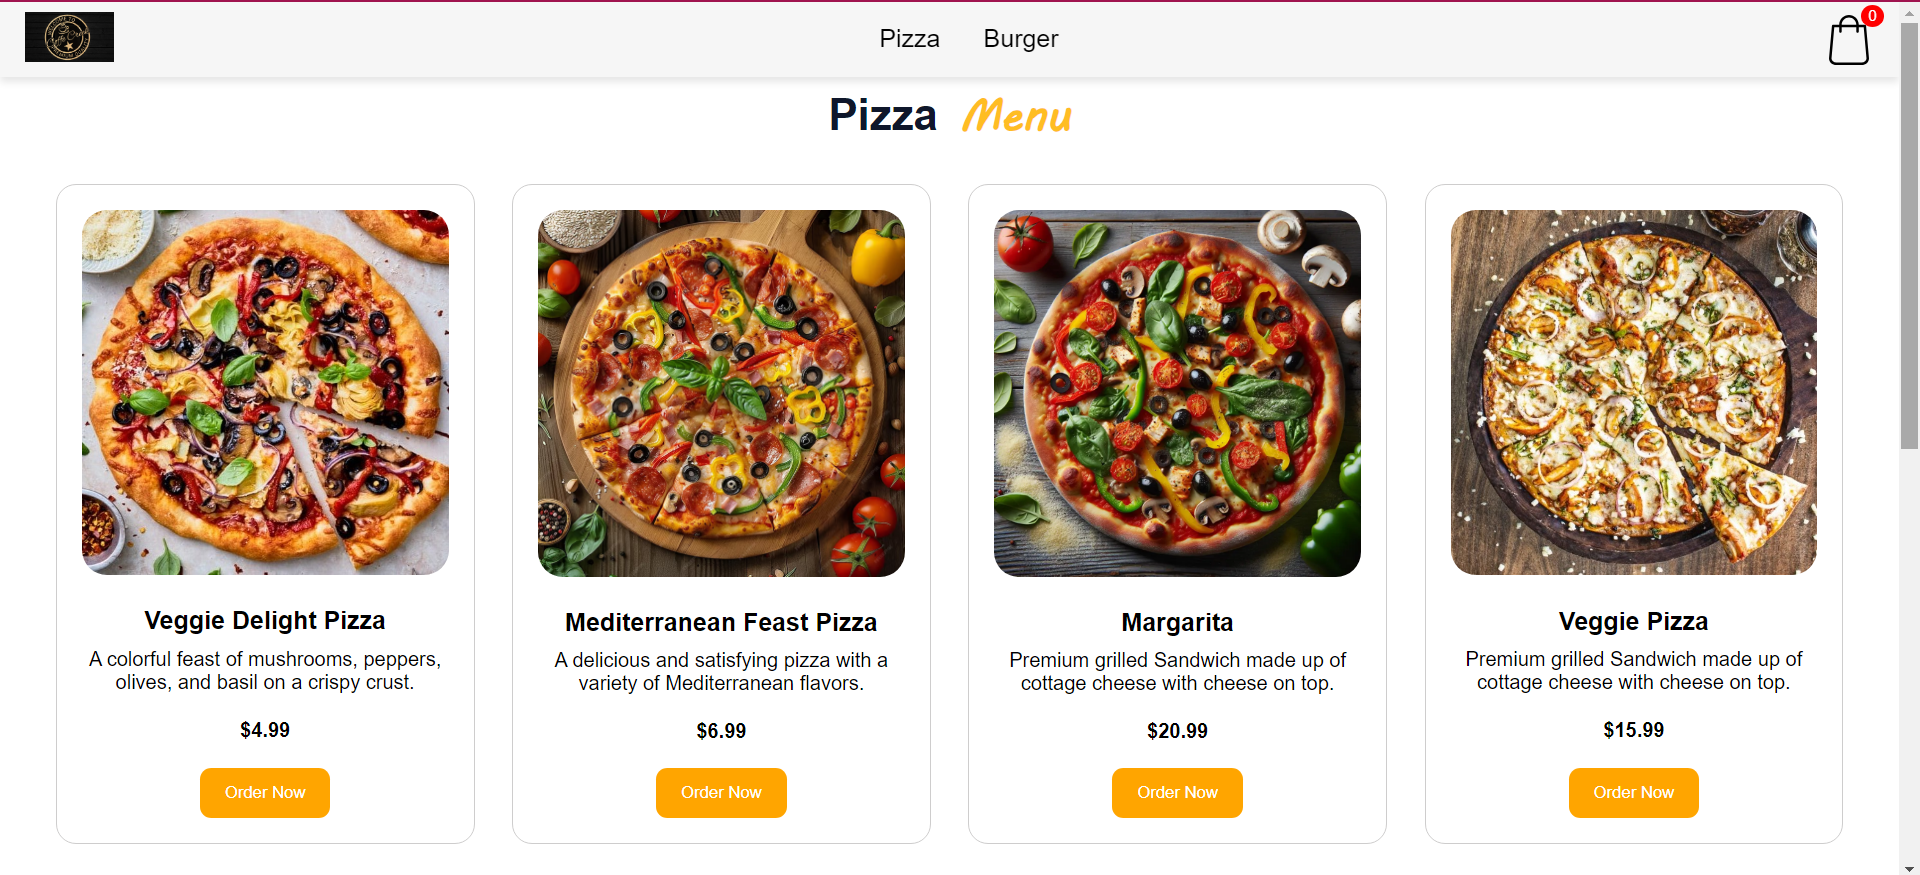 Pizza Burger
0
Pizza Menu
Veggie Delight Pizza
A colorful feast of mushrooms, peppers,
olives, and basil on a crispy crust.
$4.99
Order Now
Mediterranean Feast Pizza
A delicious and satisfying pizza with a
variety of Mediterranean flavors.
$6.99
Order Now
Margarita
Premium grilled Sandwich made up of
cottage cheese with cheese on top.
$20.99
Order Now
Veggie Pizza
Premium grilled Sandwich made up of
cottage cheese with cheese on top.
$15.99
Order Now